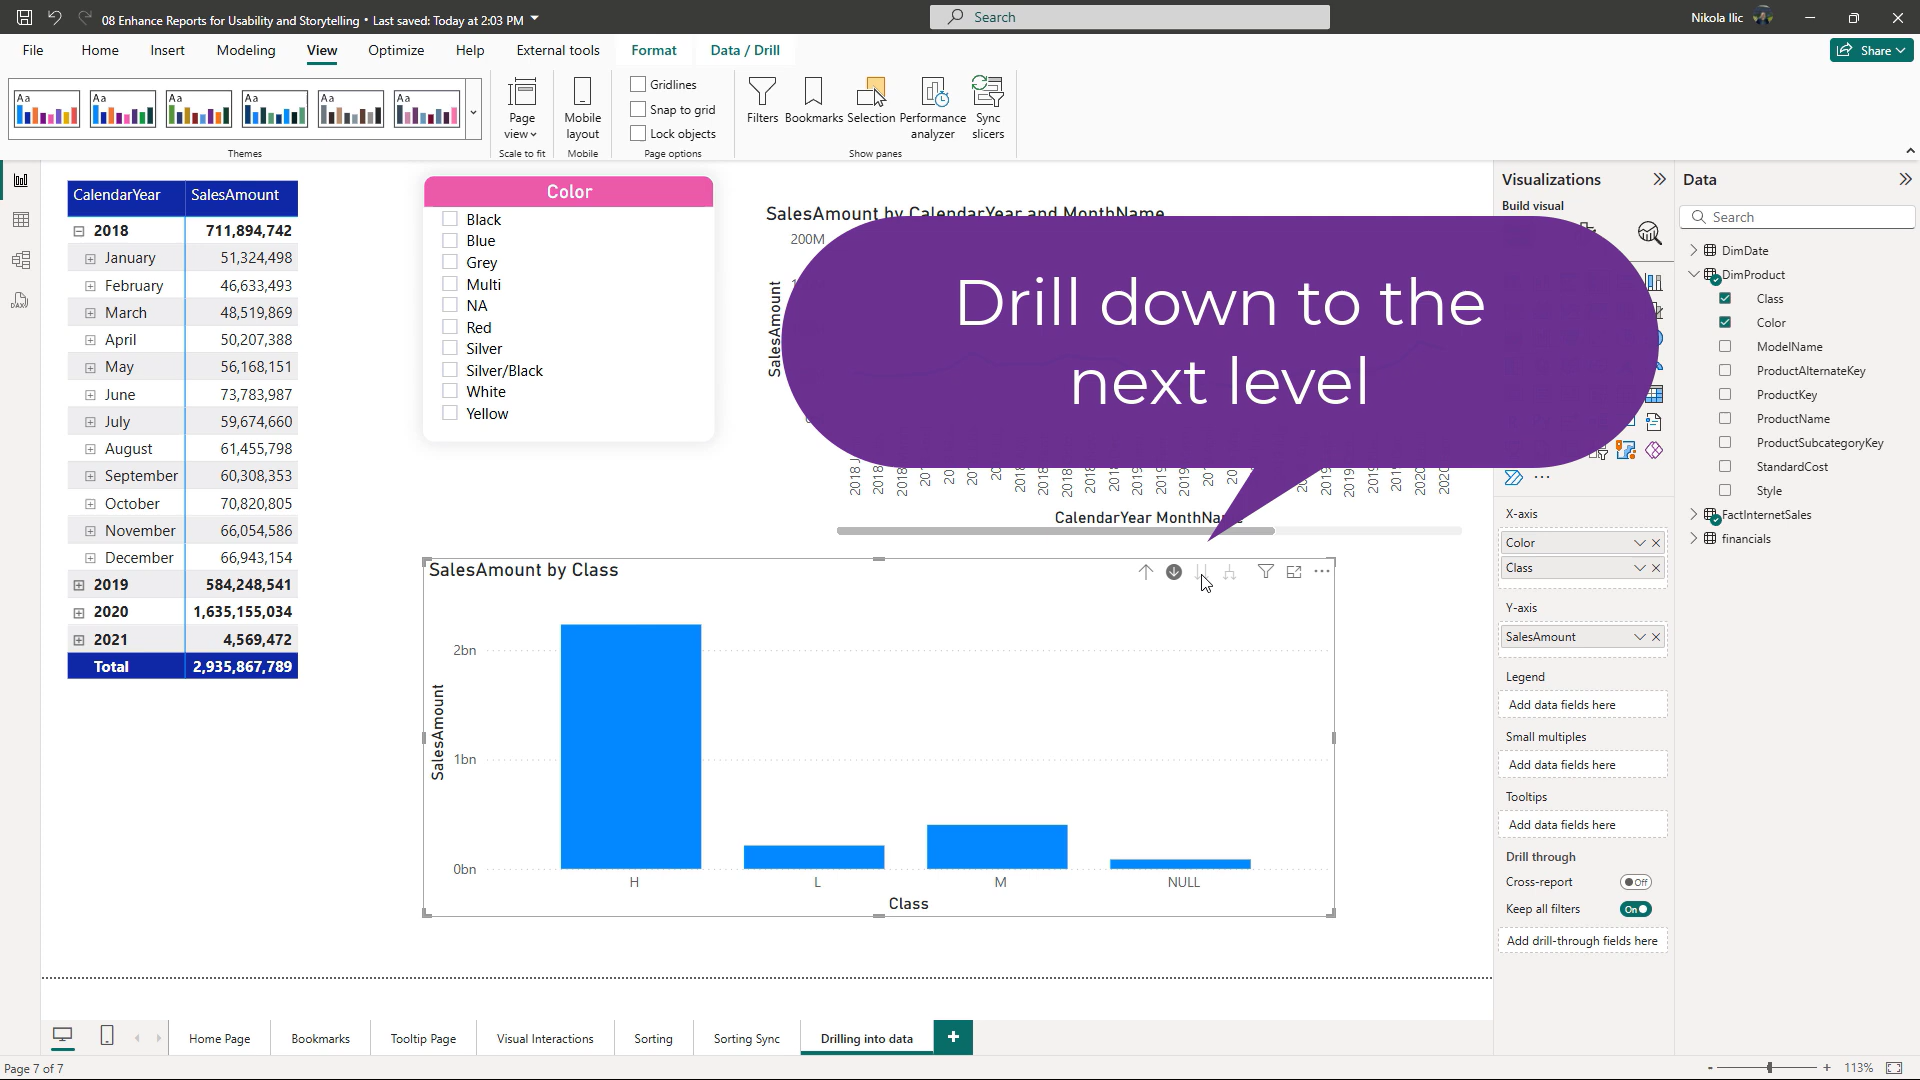 08 Enhance Reports for Usability and Storytelling • Last saved: Today at 2:03 PM
Search
Nikola Ilic
File
Home
Insert
Modeling
View
Optimize
Help
External tools
Format
Data / Drill
Share
Aa
Aa
Aa
Aa
Aa
Aa
Themes
Page
view
Scale to fit
Mobile
layout
Mobile
Gridlines
Snap to grid
Lock objects
Page options
Filters
Bookmarks
Selection
Performance
analyzer
Sync
slicers
Show panes
CalendarYear SalesAmount
2018 711,894,742
January 51,324,498
February 46,633,493
March 48,519,869
April 50,207,388
May 56,168,151
June 73,783,987
July 59,674,660
August 61,455,798
September 60,308,353
October 70,820,805
November 66,054,586
December 66,943,154
2019 584,248,541
2020 1,635,155,034
2021 4,569,472
Total 2,935,867,789
Color
Black
Blue
Grey
Multi
NA
Red
Silver
Silver/Black
White
Yellow
SalesAmount by CalendarYear and MonthName
200M
SalesAmount
Drill down to the
next level
CalendarYear MonthName
SalesAmount by Class
SalesAmount
2bn
1bn
0bn
H
L
M
NULL
Class
Visualizations
Build visual
X-axis
Color
Class
Y-axis
SalesAmount
Legend
Add data fields here
Small multiples
Add data fields here
Tooltips
Add data fields here
Drill through
Cross-report
Off
Keep all filters
On
Add drill-through fields here
Data
Search
DimDate
DimProduct
Class
Color
ModelName
ProductAlternateKey
ProductKey
ProductName
ProductSubcategoryKey
StandardCost
Style
FactInternetSales
financials
Home Page
Bookmarks
Tooltip Page
Visual Interactions
Sorting
Sorting Sync
Drilling into data
Page 7 of 7
113%